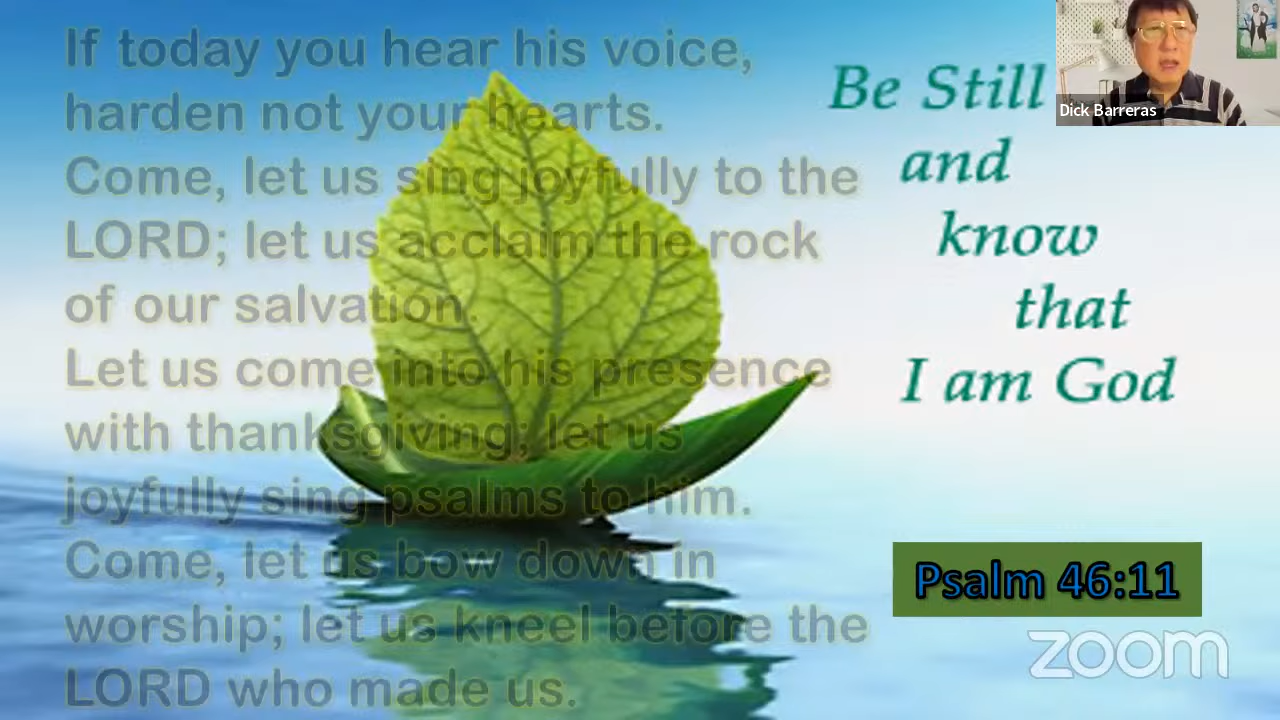 If today you hear his voice,
harden not your hearts.
Come, let us sing joyfully to the
LORD; let us acclaim the rock
of our salvation.
Let us come into his presence
with thanksgiving; let us
joyfully sing psalms to him.
Come, let us bow down in
worship; let us kneel before the
LORD who made us.
Be Still
and
know
that
I am God
Dick Barreras
Psalm 46:11
zoom